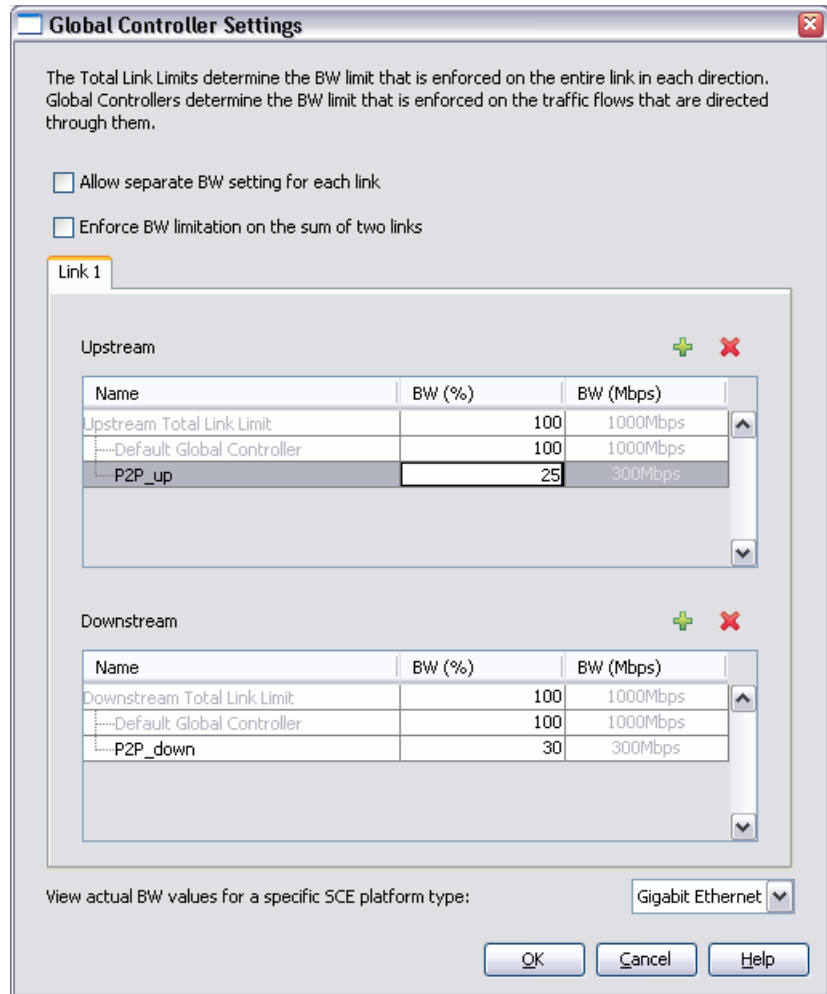 Global Controller Settings
The Total Link Limits determine the BW limit that is enforced on the entire link in each direction.
Global Controllers determine the BW limit that is enforced on the traffic flows that are directed
through them.
Allow separate BW setting for each link
Enforce BW limitation on the sum of two links
Link 1
Upstream
Name BW (%) BW (Mbps)
Upstream Total Link Limit 100 1000Mbps
Default Global Controller 100 1000Mbps
P2P_up 25 300Mbps
Downstream
Name BW (%) BW (Mbps)
Downstream Total Link Limit 100 1000Mbps
Default Global Controller 100 1000Mbps
P2P_down 30 300Mbps
View actual BW values for a specific SCE platform type: Gigabit Ethernet
OK Cancel Help